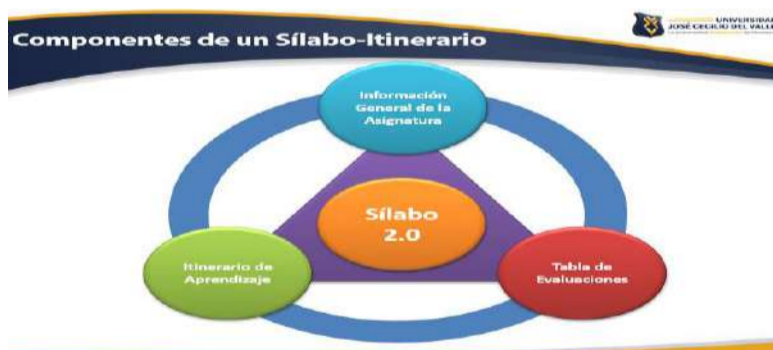 UNIVERSIDAD
JOSÉ CECILIO DEL VALLE
Componentes de un Sílabo-Itinerario
Información
General de la
Asignatura
Sílabo
2.0
Itinerario de
Aprendizaje
Tabla de
Evaluaciones